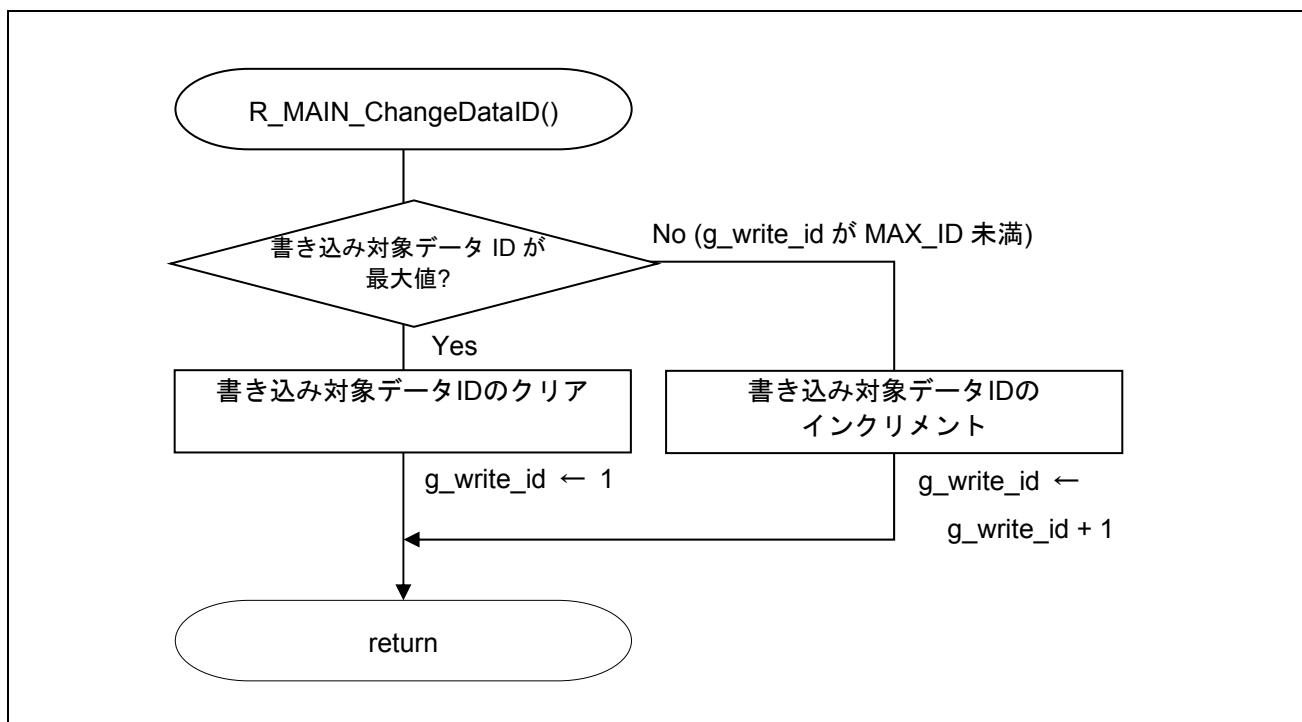 R_MAIN_ChangeDataID()
書き込み対象データ ID が
最大値?
No (g_write_id が MAX_ID 未満)
Yes
書き込み対象データIDのクリア
書き込み対象データIDの
インクリメント
g_write_id ← 1
g_write_id ←
g_write_id + 1
return